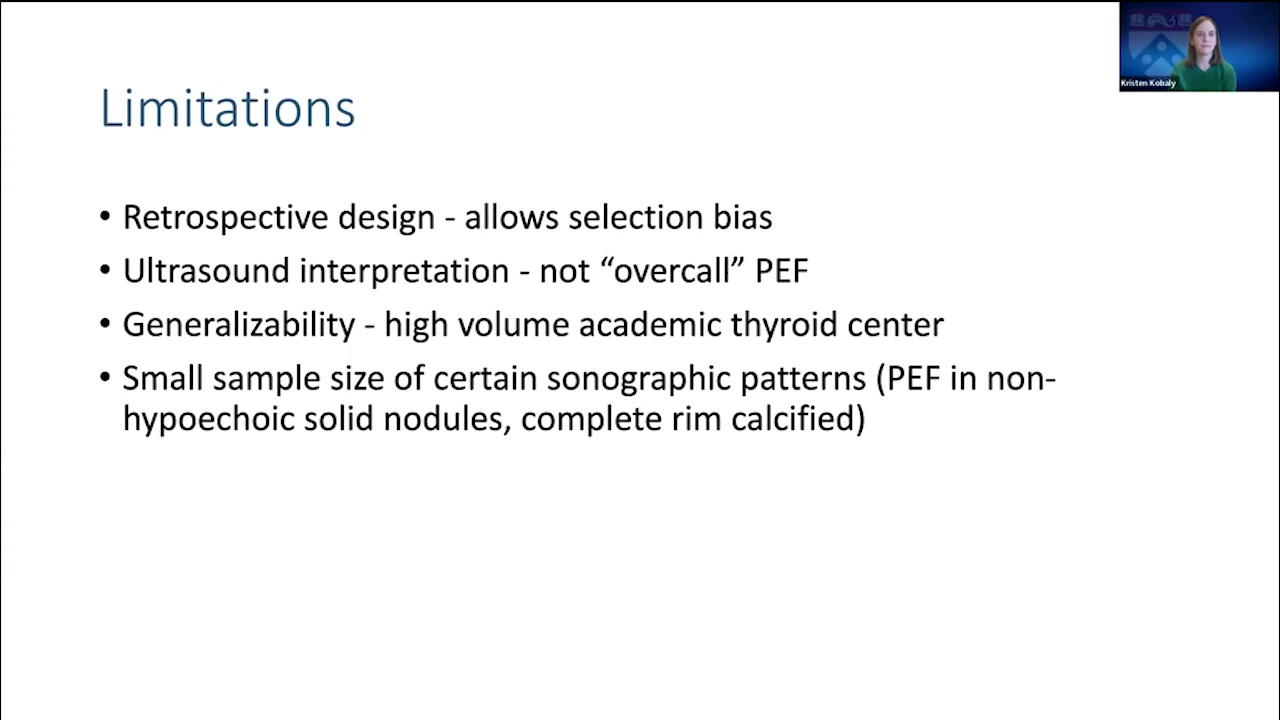 Kristen Kobaly
Limitations
• Retrospective design - allows selection bias
• Ultrasound interpretation - not “overcall” PEF
• Generalizability - high volume academic thyroid center
• Small sample size of certain sonographic patterns (PEF in non-
hypoechoic solid nodules, complete rim calcified)